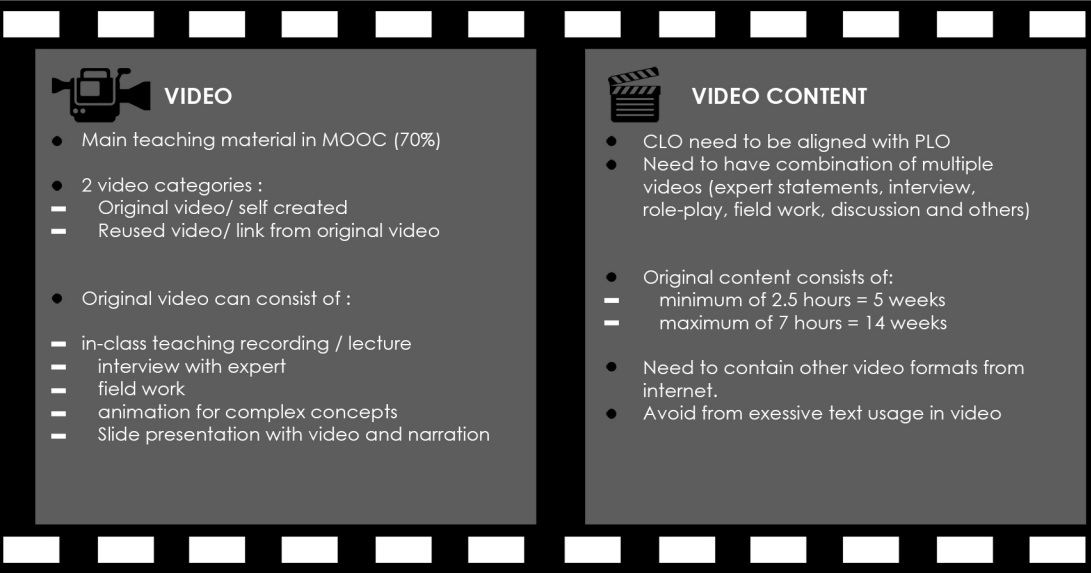 VIDEO
● Main teaching material in MOOC (70%)
● 2 video categories :
- Original video/ self created
- Reused video/ link from original video
● Original video can consist of :
- in-class teaching recording / lecture
- interview with expert
- field work
- animation for complex concepts
- Slide presentation with video and narration
VIDEO CONTENT
● CLO need to be aligned with PLO
● Need to have combination of multiple
videos (expert statements, interview,
role-play, field work, discussion and others)
● Original content consists of:
- minimum of 2.5 hours = 5 weeks
- maximum of 7 hours = 14 weeks
● Need to contain other video formats from
internet.
● Avoid from exessive text usage in video